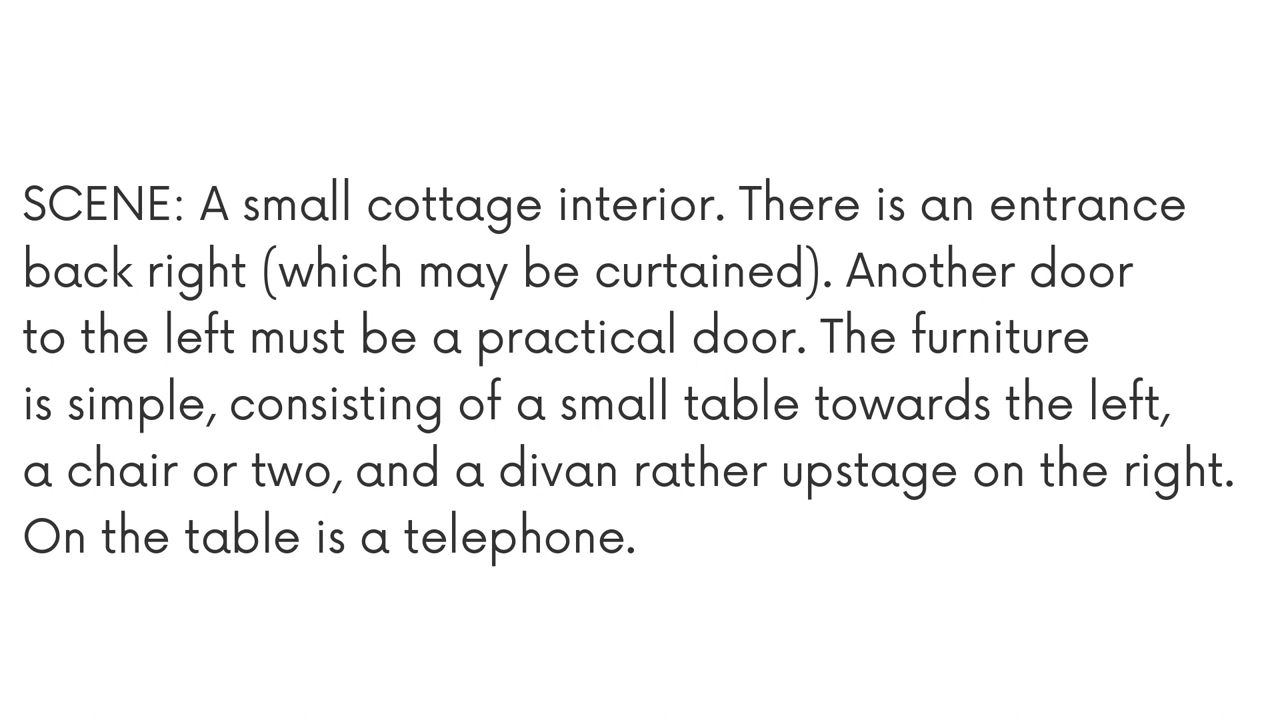 SCENE: A small cottage interior. There is an entrance
back right (which may be curtained). Another door
to the left must be a practical door. The furniture
is simple, consisting of a small table towards the left,
a chair or two, and a divan rather upstage on the right.
On the table is a telephone.